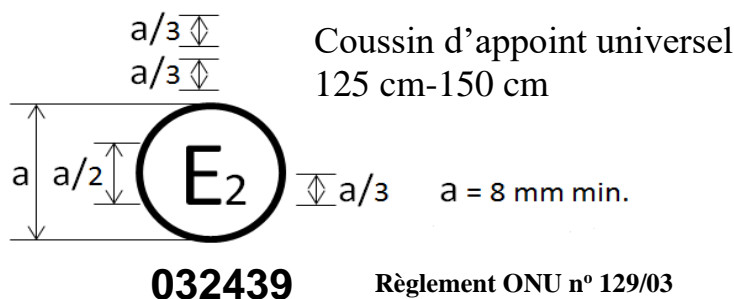 a/3
Coussin d’appoint universel
a/3
125 cm-150 cm
a a/2 E2 a/3 a = 8 mm min.
032439 Règlement ONU nº 129/03